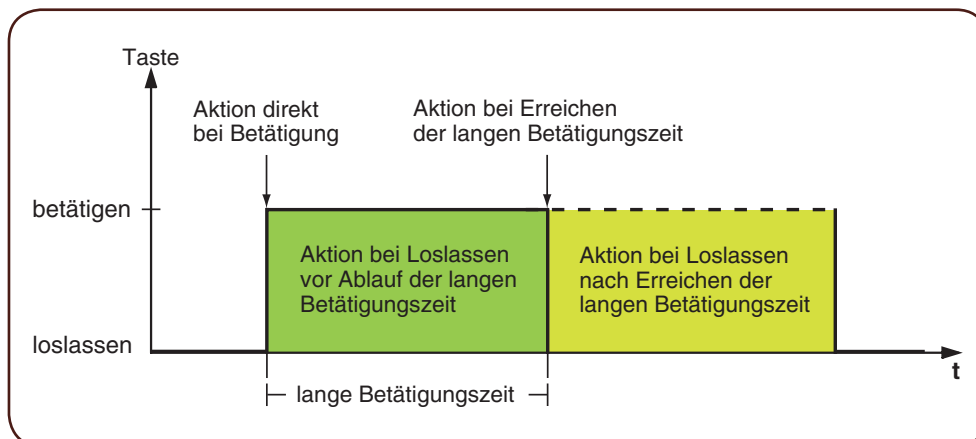 Taste
Aktion direkt
bei Betätigung
Aktion bei Erreichen
der langen Betätigungszeit
betätigen
Aktion bei Loslassen
vor Ablauf der langen
Betätigungszeit
Aktion bei Loslassen
nach Erreichen der
langen Betätigungszeit
loslassen
t
lange Betätigungszeit